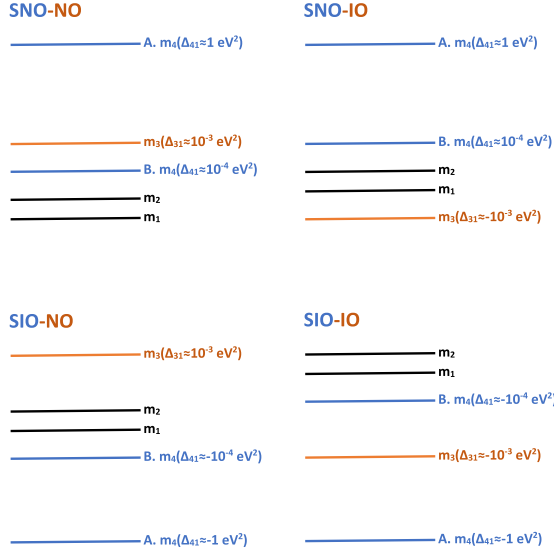 SNO-NO
A. m₄(Δ₄₁≈1 eV²)
m₃(Δ₃₁≈10⁻³ eV²)
B. m₄(Δ₄₁≈10⁻⁴ eV²)
m₂
m₁
SNO-IO
A. m₄(Δ₄₁≈1 eV²)
B. m₄(Δ₄₁≈10⁻⁴ eV²)
m₂
m₁
m₃(Δ₃₁≈-10⁻³ eV²)
SIO-NO
m₃(Δ₃₁≈10⁻³ eV²)
m₂
m₁
B. m₄(Δ₄₁≈-10⁻⁴ eV²)
A. m₄(Δ₄₁≈-1 eV²)
SIO-IO
m₂
m₁
B. m₄(Δ₄₁≈-10⁻⁴ eV²)
m₃(Δ₃₁≈-10⁻³ eV²)
A. m₄(Δ₄₁≈-1 eV²)